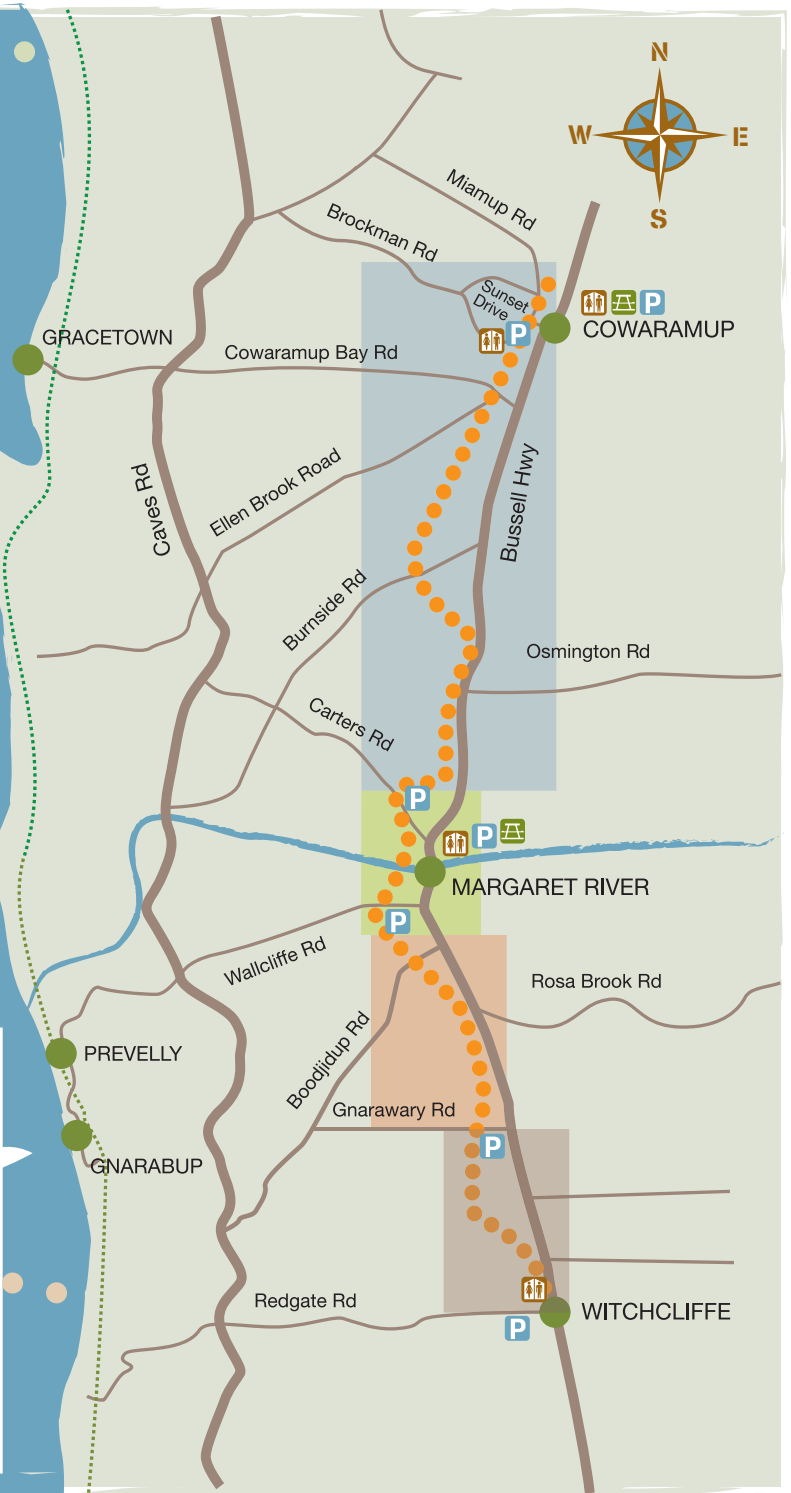 N
W
E
S
Miamup Rd
Brockman Rd
Sunset
Drive
P
P
COWARAMUP
GRACETOWN
Cowaramup Bay Rd
Caves Rd
Ellen Brook Road
Bussell Hwy
Burnside Rd
Osmington Rd
Carters Rd
P
P
MARGARET RIVER
P
Wallcliffe Rd
Rosa Brook Rd
PREVELLY
Boodjidup Rd
Gnarawary Rd
GNARABUP
P
Redgate Rd
WITCHCLIFFE
P